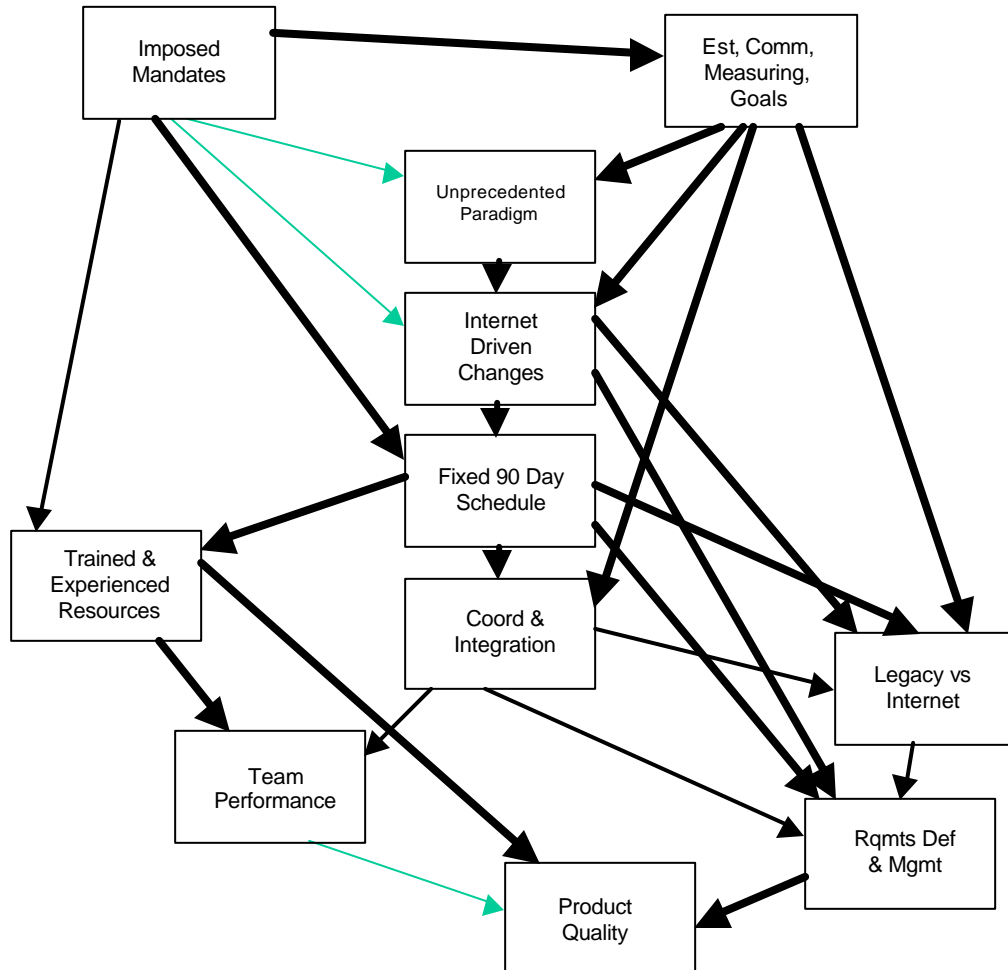 Imposed
Mandates
Est, Comm,
Measuring,
Goals
Unprecedented
Paradigm
Internet
Driven
Changes
Fixed 90 Day
Schedule
Trained &
Experienced
Resources
Coord &
Integration
Legacy vs
Internet
Team
Performance
Rqmts Def
& Mgmt
Product
Quality